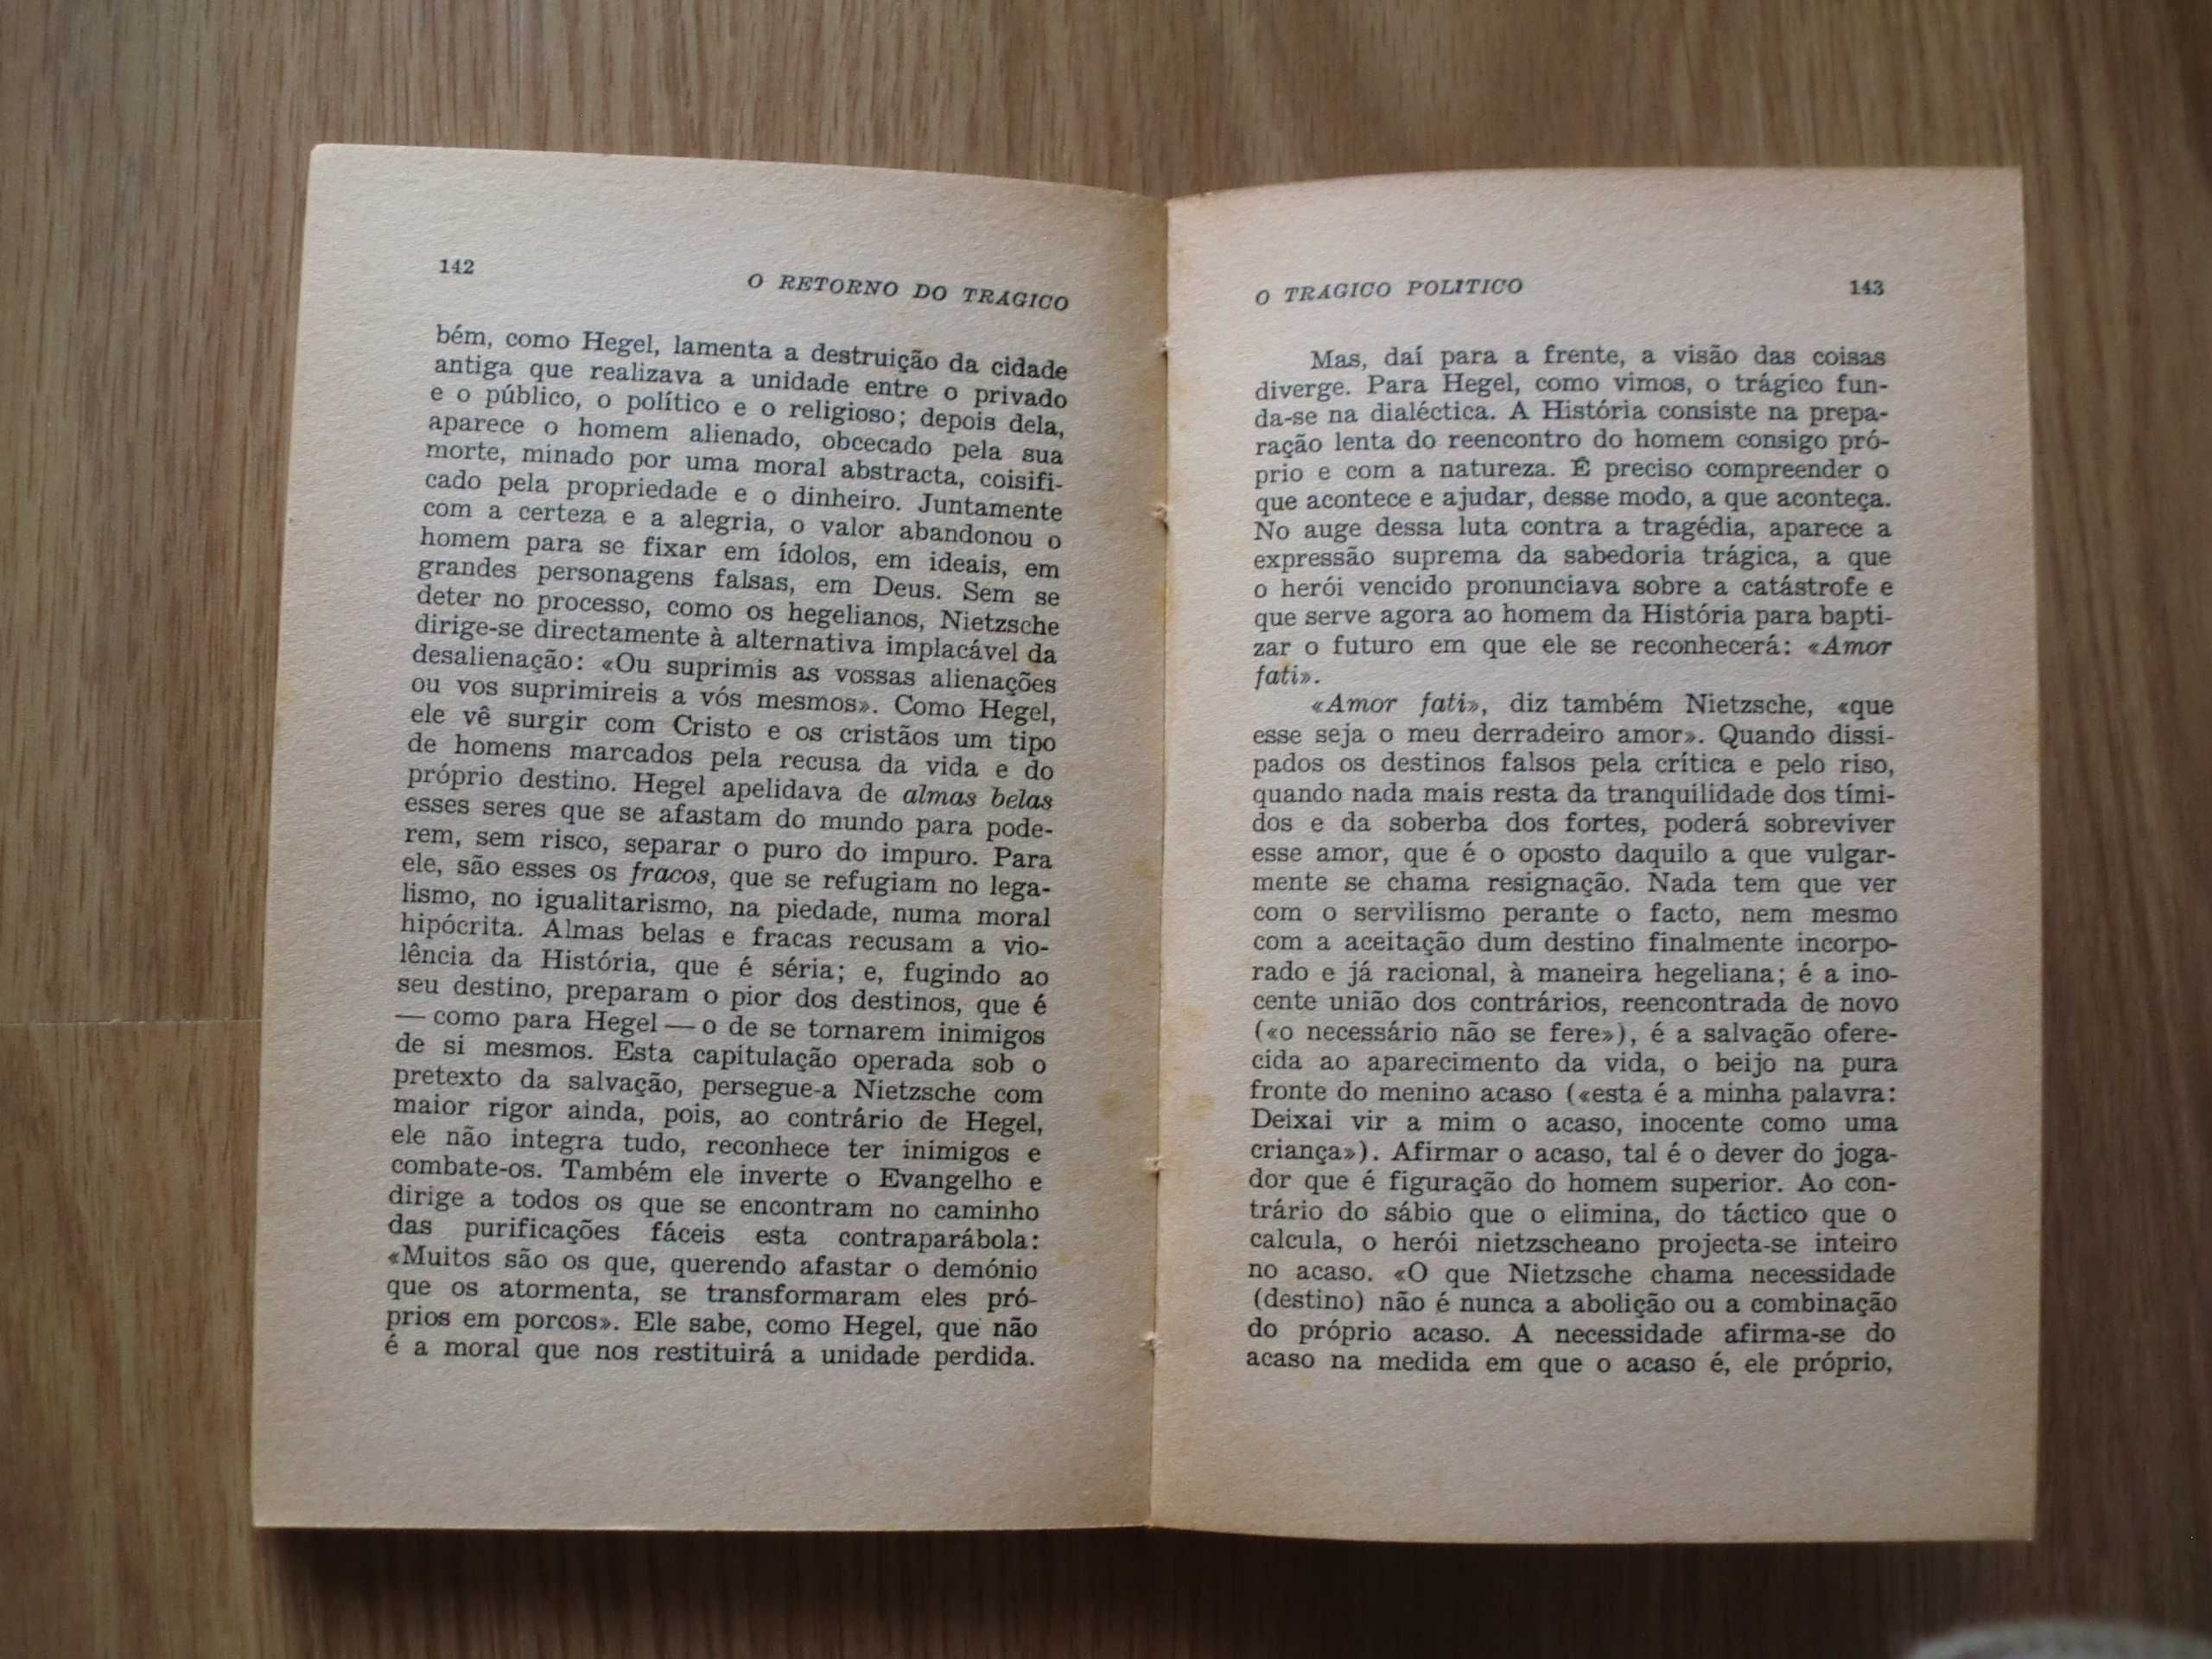 142
O RETORNO DO TRAGICO
bém, como Hegel, lamenta a destruição da cidade
antiga que realizava a unidade entre o privado
e o público, o político e o religioso; depois dela,
aparece o homem alienado, obcecado pela sua
morte, minado por uma moral abstracta, coisifi-
cado pela propriedade e o dinheiro. Juntamente
com a certeza e a alegria, o valor abandonou o
homem para se fixar em ídolos, em ideais, em
grandes personagens falsas, em Deus. Sem se
deter no processo, como os hegelianos, Nietzsche
dirige-se directamente à alternativa implacável da
desalienação: «Ou suprimis as vossas alienações
ou vos suprimireis a vós mesmos». Como Hegel,
ele vê surgir com Cristo e os cristãos um tipo
de homens marcados pela recusa da vida e do
próprio destino. Hegel apelidava de almas belas
esses seres que se afastam do mundo para pode-
rem, sem risco, separar o puro do impuro. Para
ele, são esses os fracos, que se refugiam no lega-
lismo, no igualitarismo, na piedade, numa moral
hipócrita. Almas belas e fracas recusam a vio-
lência da História, que é séria; e, fugindo ao
seu destino, preparam o pior dos destinos, que é
— como para Hegel — o de se tornarem inimigos
de si mesmos. Esta capitulação operada sob o
pretexto da salvação, persegue-a Nietzsche com
maior rigor ainda, pois, ao contrário de Hegel,
ele não integra tudo, reconhece ter inimigos e
combate-os. Também ele inverte o Evangelho e
dirige a todos os que se encontram no caminho
das purificações fáceis esta contraparábola:
«Muitos são os que, querendo afastar o demónio
que os atormenta, se transformaram eles pró-
prios em porcos». Ele sabe, como Hegel, que não
é a moral que nos restituirá a unidade perdida.
O TRAGICO POLITICO
143
Mas, daí para a frente, a visão das coisas
diverge. Para Hegel, como vimos, o trágico fun-
da-se na dialéctica. A História consiste na prepa-
ração lenta do reencontro do homem consigo pró-
prio e com a natureza. É preciso compreender o
que acontece e ajudar, desse modo, a que aconteça.
No auge dessa luta contra a tragédia, aparece a
expressão suprema da sabedoria trágica, a que
o herói vencido pronunciava sobre a catástrofe e
que serve agora ao homem da História para bapti-
zar o futuro em que ele se reconhecerá: «Amor
fati».
«Amor fati», diz também Nietzsche, «que
esse seja o meu derradeiro amor». Quando dissi-
pados os destinos falsos pela crítica e pelo riso,
quando nada mais resta da tranquilidade dos tími-
dos e da soberba dos fortes, poderá sobreviver
esse amor, que é o oposto daquilo a que vulgar-
mente se chama resignação. Nada tem que ver
com o servilismo perante o facto, nem mesmo
com a aceitação dum destino finalmente incorpo-
rado e já racional, à maneira hegeliana; é a ino-
cente união dos contrários, reencontrada de novo
(«o necessário não se fere»), é a salvação ofere-
cida ao aparecimento da vida, o beijo na pura
fronte do menino acaso («esta é a minha palavra:
Deixai vir a mim o acaso, inocente como uma
criança»). Afirmar o acaso, tal é o dever do joga-
dor que é figuração do homem superior. Ao con-
trário do sábio que o elimina, do táctico que o
calcula, o herói nietzscheano projecta-se inteiro
no acaso. «O que Nietzsche chama necessidade
(destino) não é nunca a abolição ou a combinação
do próprio acaso. A necessidade afirma-se do
acaso na medida em que o acaso é, ele próprio,